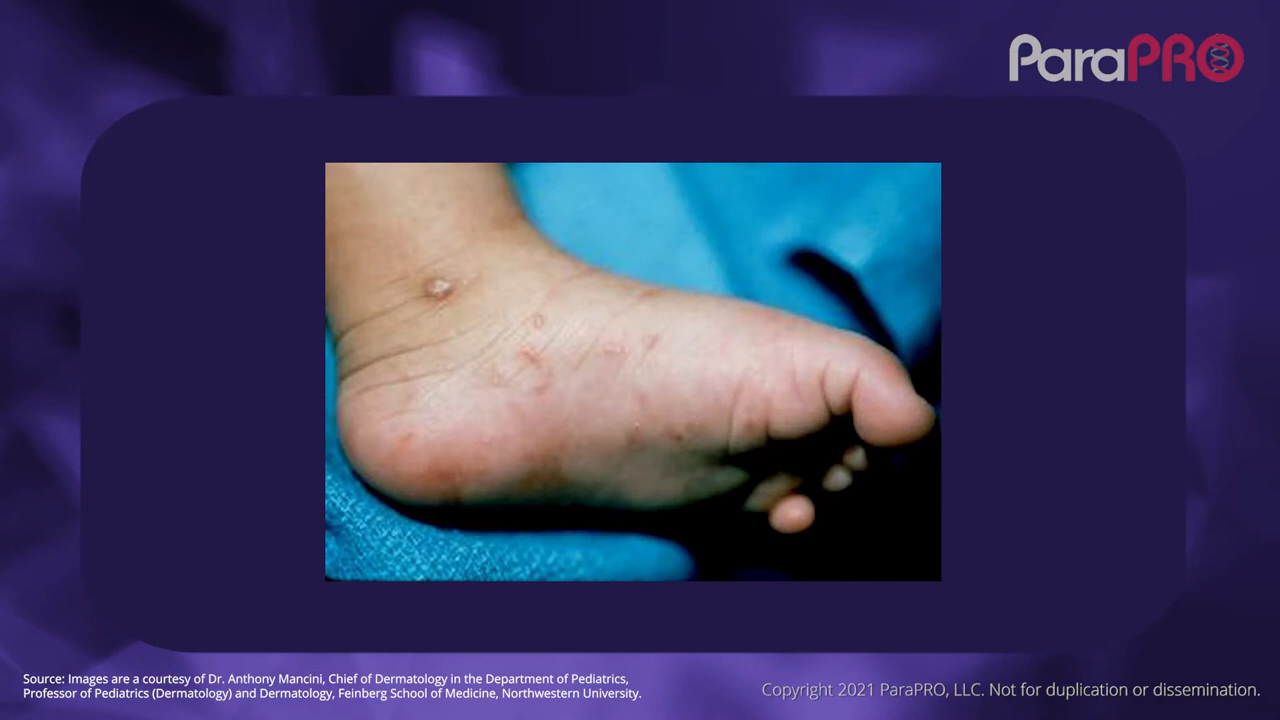 ParaPRO
Source: Images are a courtesy of Dr. Anthony Mancini, Chief of Dermatology in the Department of Pediatrics,
Professor of Pediatrics (Dermatology) and Dermatology, Feinberg School of Medicine, Northwestern University.
Copyright 2021 ParaPRO, LLC. Not for duplication or dissemination.